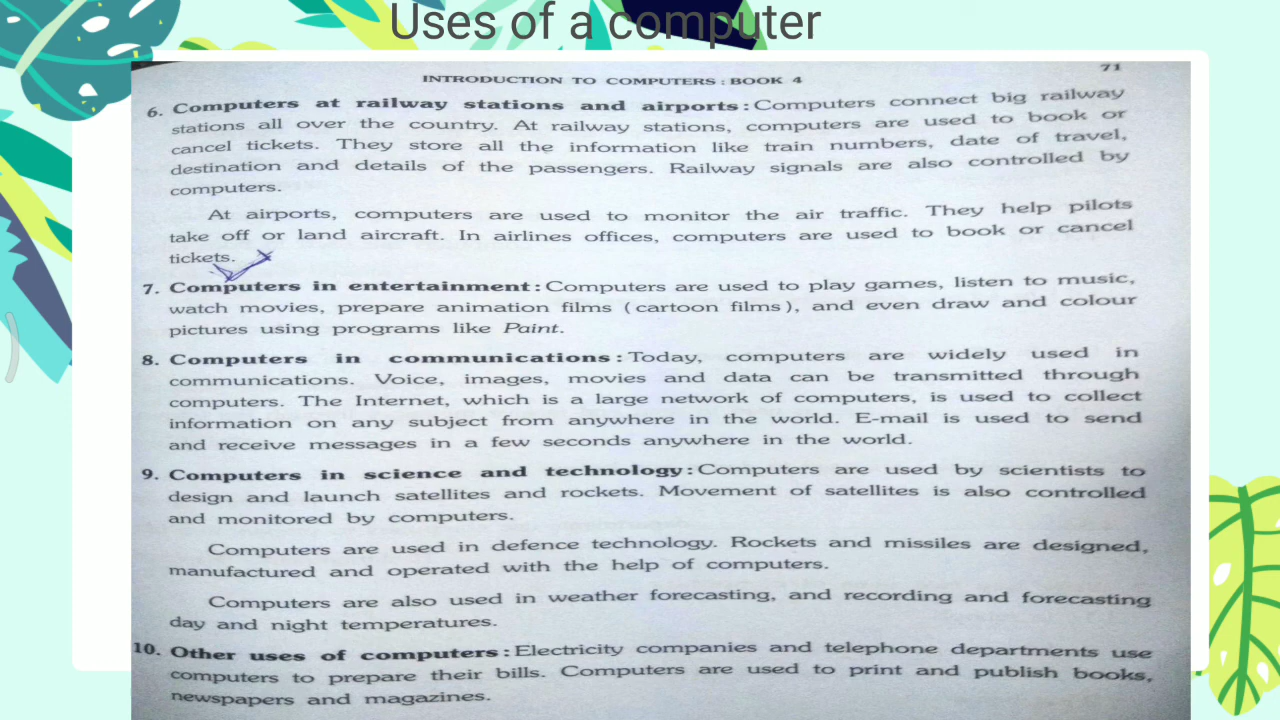 Uses of a computer
INTRODUCTION TO COMPUTERS : BOOK 4
71
6. Computers at railway stations and airports : Computers connect big railway
stations all over the country. At railway stations, computers are used to book or
cancel tickets. They store all the information like train numbers, date of travel,
destination and details of the passengers. Railway signals are also controlled by
computers.
At airports, computers are used to monitor the air traffic. They help pilots
take off or land aircraft. In airlines offices, computers are used to book or cancel
tickets.
7. Computers in entertainment : Computers are used to play games, listen to music,
watch movies, prepare animation films (cartoon films), and even draw and colour
pictures using programs like Paint.
8. Computers in communications : Today, computers are widely used in
communications. Voice, images, movies and data can be transmitted through
computers. The Internet, which is a large network of computers, is used to collect
information on any subject from anywhere in the world. E-mail is used to send
and receive messages in a few seconds anywhere in the world.
9. Computers in science and technology : Computers are used by scientists to
design and launch satellites and rockets. Movement of satellites is also controlled
and monitored by computers.
Computers are used in defence technology. Rockets and missiles are designed,
manufactured and operated with the help of computers.
Computers are also used in weather forecasting, and recording and forecasting
day and night temperatures.
10. Other uses of computers : Electricity companies and telephone departments use
computers to prepare their bills. Computers are used to print and publish books,
newspapers and magazines.